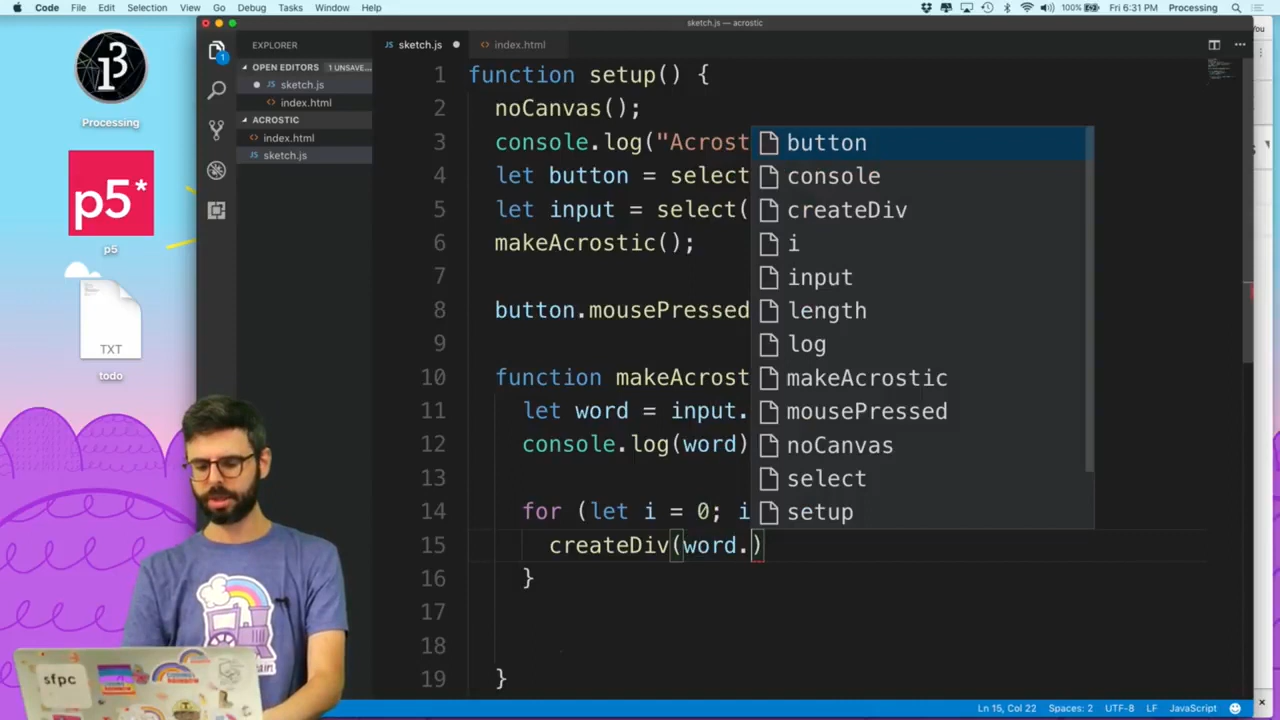 Code File Edit Selection View Go Debug Tasks Window Help
100% Fri 6:31 PM Processing
sketch.js — acrostic
EXPLORER
sketch.js
index.html
OPEN EDITORS 1 UNSAVE...
sketch.js
index.html
ACROSTIC
index.html
sketch.js
Processing
p5*
p5
TXT
todo
1 function setup() {
2 noCanvas();
3 console.log("Acrost
4 let button = select
5 let input = select(
6 makeAcrostic();
7
8 button.mousePressed
9
10 function makeAcrost
11 let word = input.
12 console.log(word)
13
14 for (let i = 0; i
15 createDiv(word.)
16 }
17
18
19 }
button
console
createDiv
i
input
length
log
makeAcrostic
mousePressed
noCanvas
select
setup
You
sfpc
Ln 15, Col 22 Spaces: 2 UTF-8 LF JavaScript